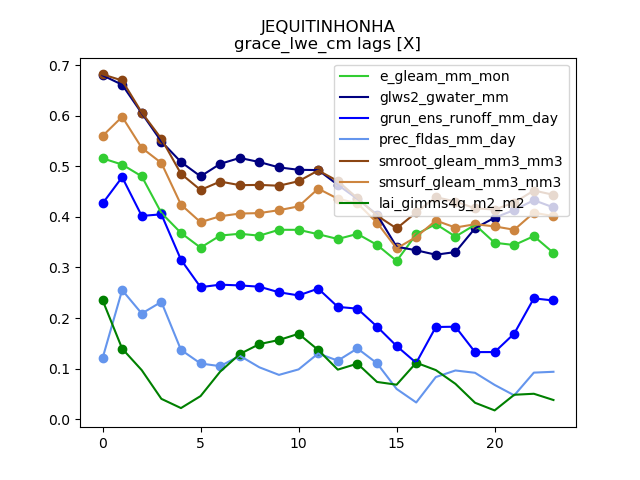 JEQUITINHONHA
grace_lwe_cm lags [X]
0.7
0.6
0.5
0.4
0.3
0.2
0.1
0.0
e_gleam_mm_mon
glws2_gwater_mm
grun_ens_runoff_mm_day
prec_fldas_mm_day
smroot_gleam_mm3_mm3
smsurf_gleam_mm3_mm3
lai_gimms4g_m2_m2
0 5 10 15 20